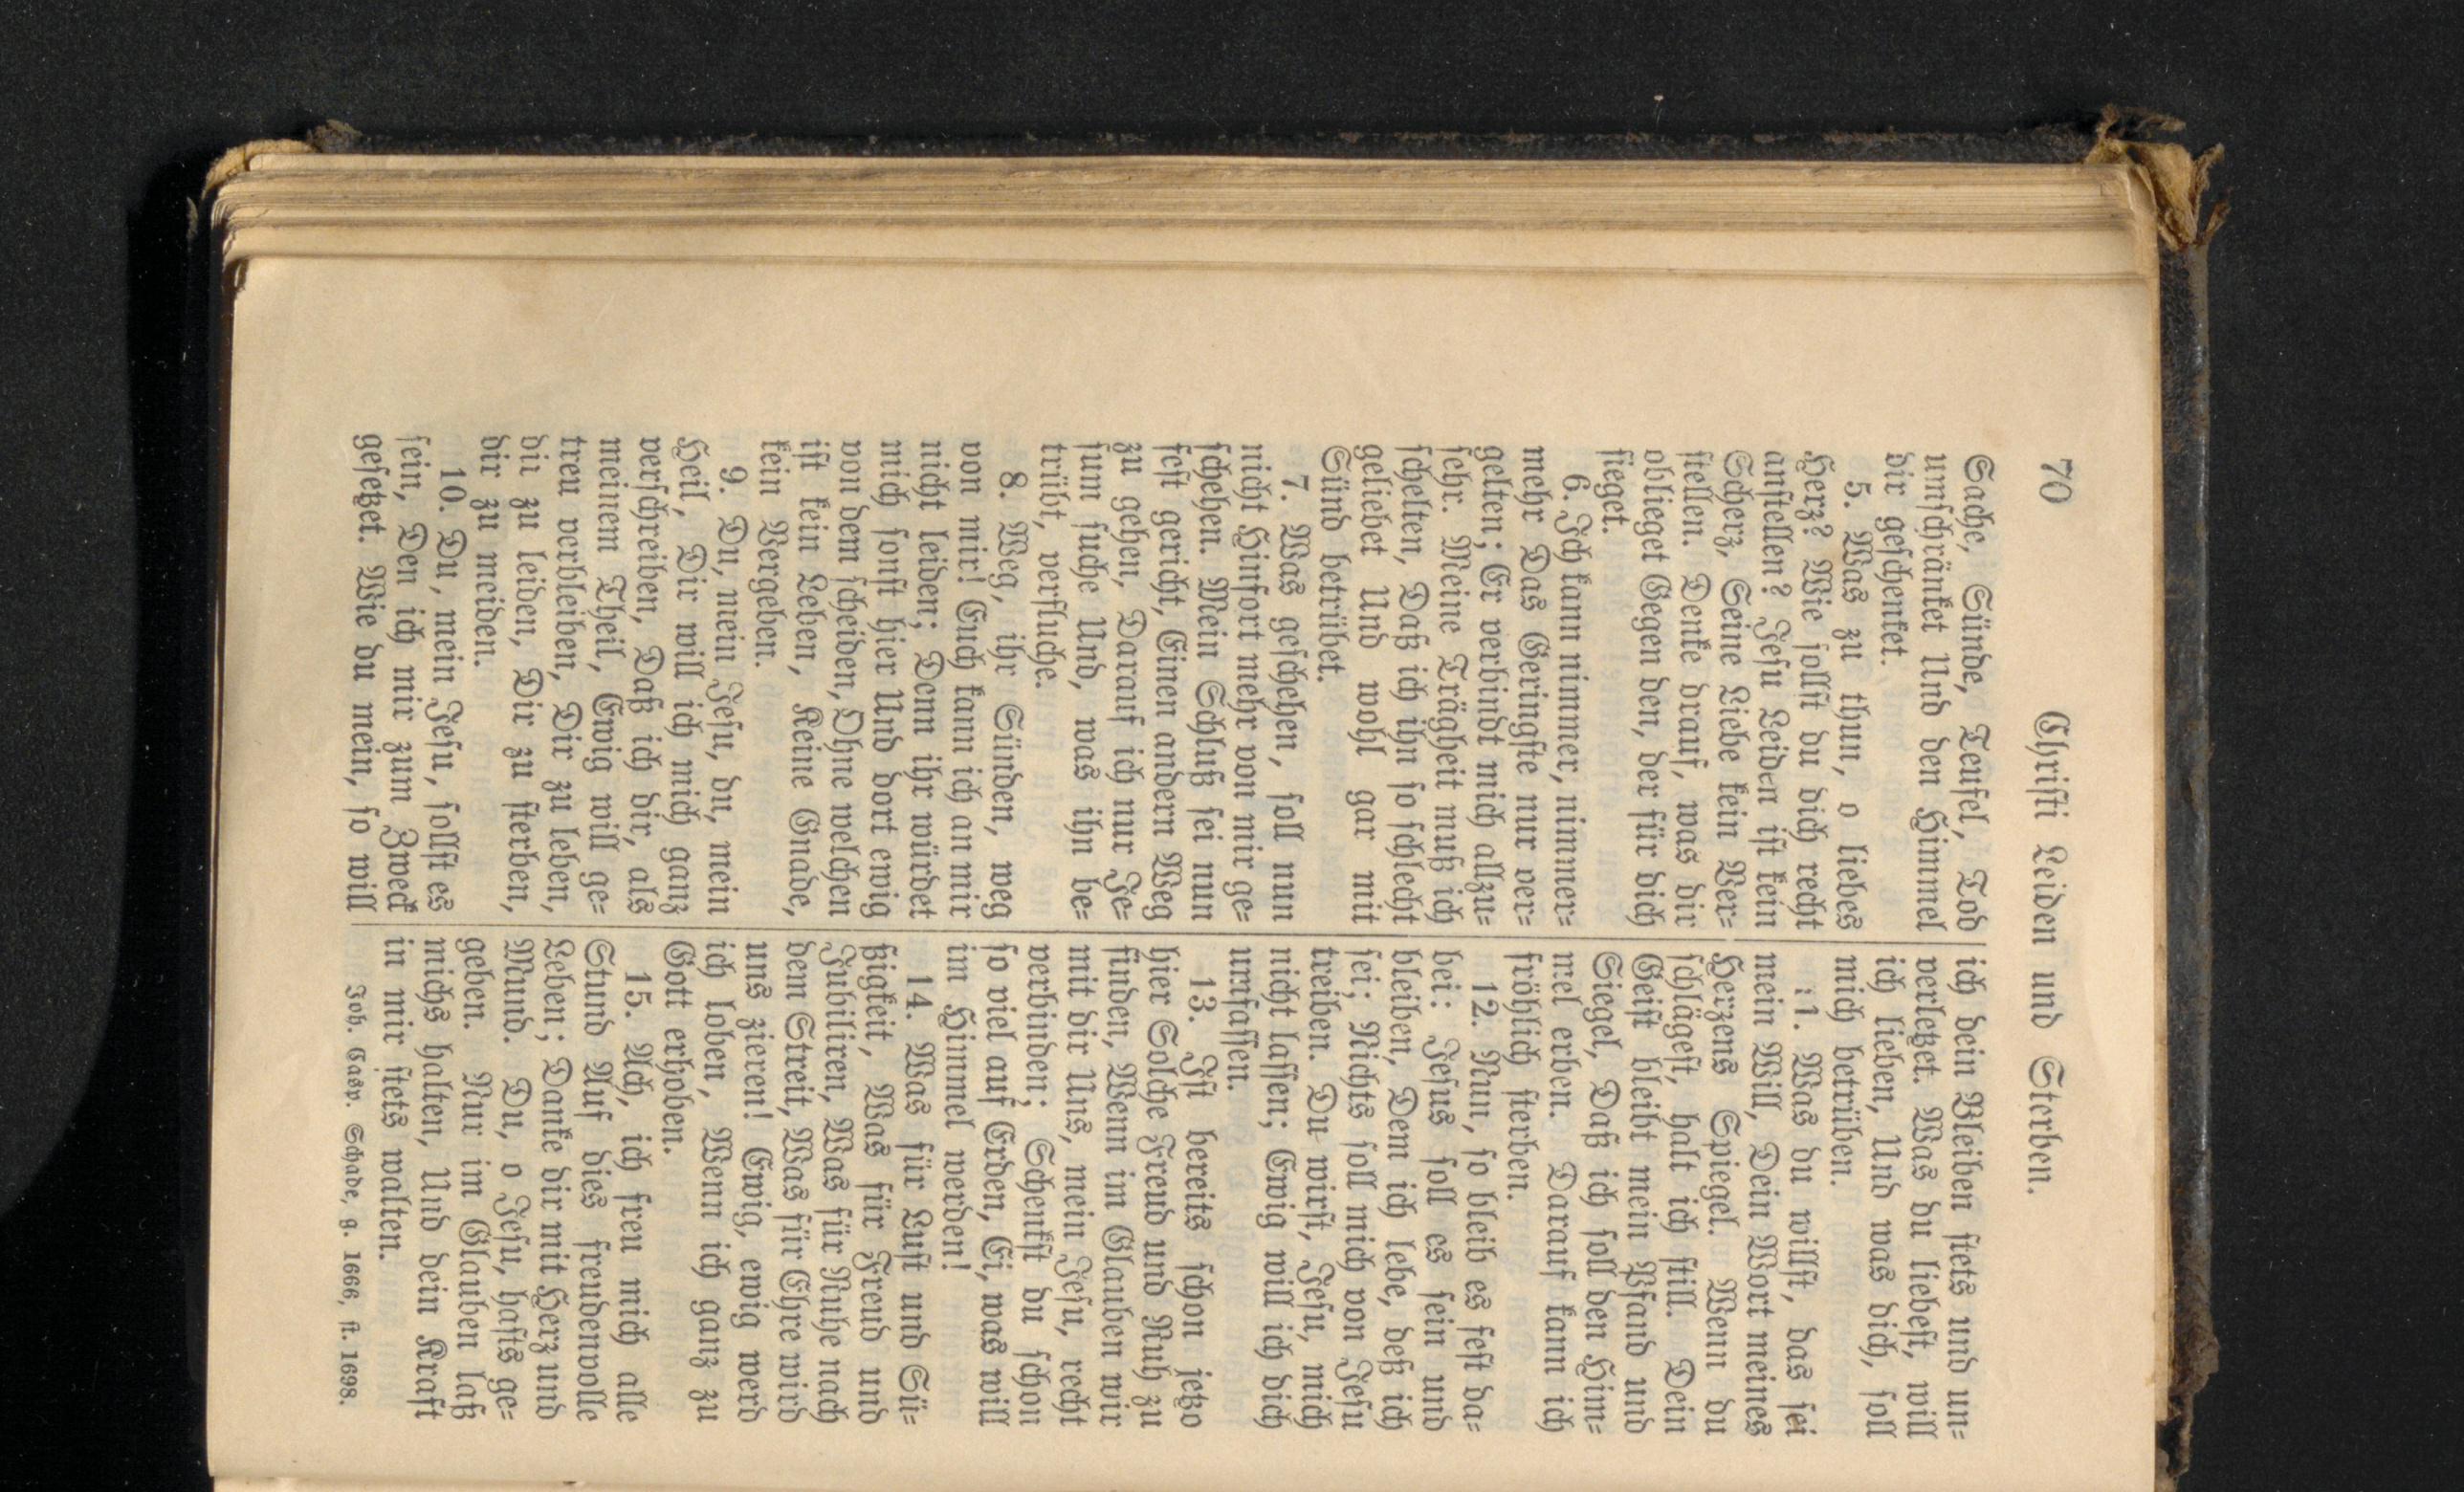 70 Christi Leiden und Sterben.
Sache, Sünde, Teufel, Tod
umschränket Und den Himmel
dir geschenket.
5. Was zu thun, o liebes
Herz? Wie sollst du dich recht
anstellen? Jesu Leiden ist kein
Scherz, Seine Liebe kein Ver-
stellen. Denke drauf, was dir
oblieget Gegen den, der für dich
sieget.
6. Ich kann nimmer, nimmer-
mehr Das Geringste nur ver-
gelten; Er verbindt mich allzu-
sehr. Meine Trägheit muß ich
schelten, Daß ich ihn so schlecht
geliebet Und wohl gar mit
Sünd betrübet.
7. Was geschehen, soll nun
nicht Hinfort mehr von mir ge-
schehen. Mein Schluß sei nun
fest gericht, Einen andern Weg
zu gehen, Darauf ich nur Je-
sum suche Und, was ihn be-
trübt, verfluche.
8. Weg, ihr Sünden, weg
von mir! Euch kann ich an mir
nicht leiden; Denn ihr würdet
mich sonst hier Und dort ewig
von dem scheiden, Ohne welchen
ist kein Leben, Keine Gnade,
kein Vergeben.
9. Du, mein Jesu, du, mein
Heil, Dir will ich mich ganz
verschreiben, Daß ich dir, als
meinem Theil, Ewig will ge-
treu verbleiben, Dir zu leben,
dir zu leiden, Dir zu sterben,
dir zu meiden.
10. Du, mein Jesu, sollst es
sein, Den ich mir zum Zweck
gesetzet. Wie du mein, so will
ich dein Bleiben stets und un-
verletzet. Was du liebest, will
ich lieben, Und was dich, soll
mich betrüben.
11. Was du willst, das sei
mein Will, Dein Wort meines
Herzens Spiegel. Wenn du
schlägest, halt ich still. Dein
Geist bleibt mein Pfand und
Siegel, Daß ich soll den Him-
mel erben. Darauf kann ich
fröhlich sterben.
12. Nun, so bleib es fest da-
bei: Jesus soll es sein und
bleiben, Dem ich lebe, deß ich
sei; Nichts soll mich von Jesu
treiben. Du wirst, Jesu, mich
nicht lassen; Ewig will ich dich
umfassen.
13. Ist bereits schon jetzo
hier Solche Freud und Ruh zu
finden, Wenn im Glauben wir
mit dir Uns, mein Jesu, recht
verbinden; Schenkst du schon
so viel auf Erden, Ei, was will
im Himmel werden!
14. Was für Lust und Sü-
ßigkeit, Was für Freud und
Jubiliren, Was für Ruhe nach
dem Streit, Was für Ehre wird
uns zieren! Ewig, ewig werd
ich loben, Wenn ich ganz zu
Gott erhoben.
15. Ach, ich freu mich alle
Stund Auf dies freudenvolle
Leben; Danke dir mit Herz und
Mund. Du, o Jesu, hasts ge-
geben. Nur im Glauben laß
michs halten, Und dein Kraft
in mir stets walten.
Joh. Casp. Schade, g. 1666, st. 1698.